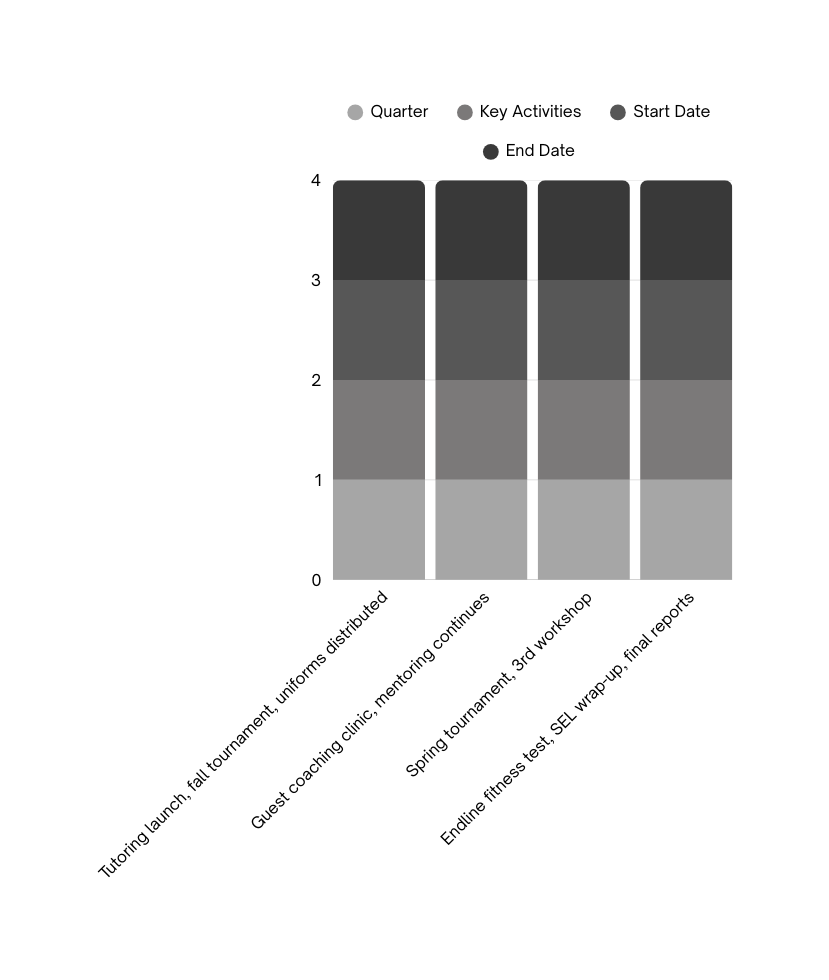 Quarter
Key Activities
Start Date
End Date
4
3
2
1
0
Tutoring launch, fall tournament, uniforms distributed
Guest coaching clinic, mentoring continues
Spring tournament, 3rd workshop
Endline fitness test, SEL wrap-up, final reports